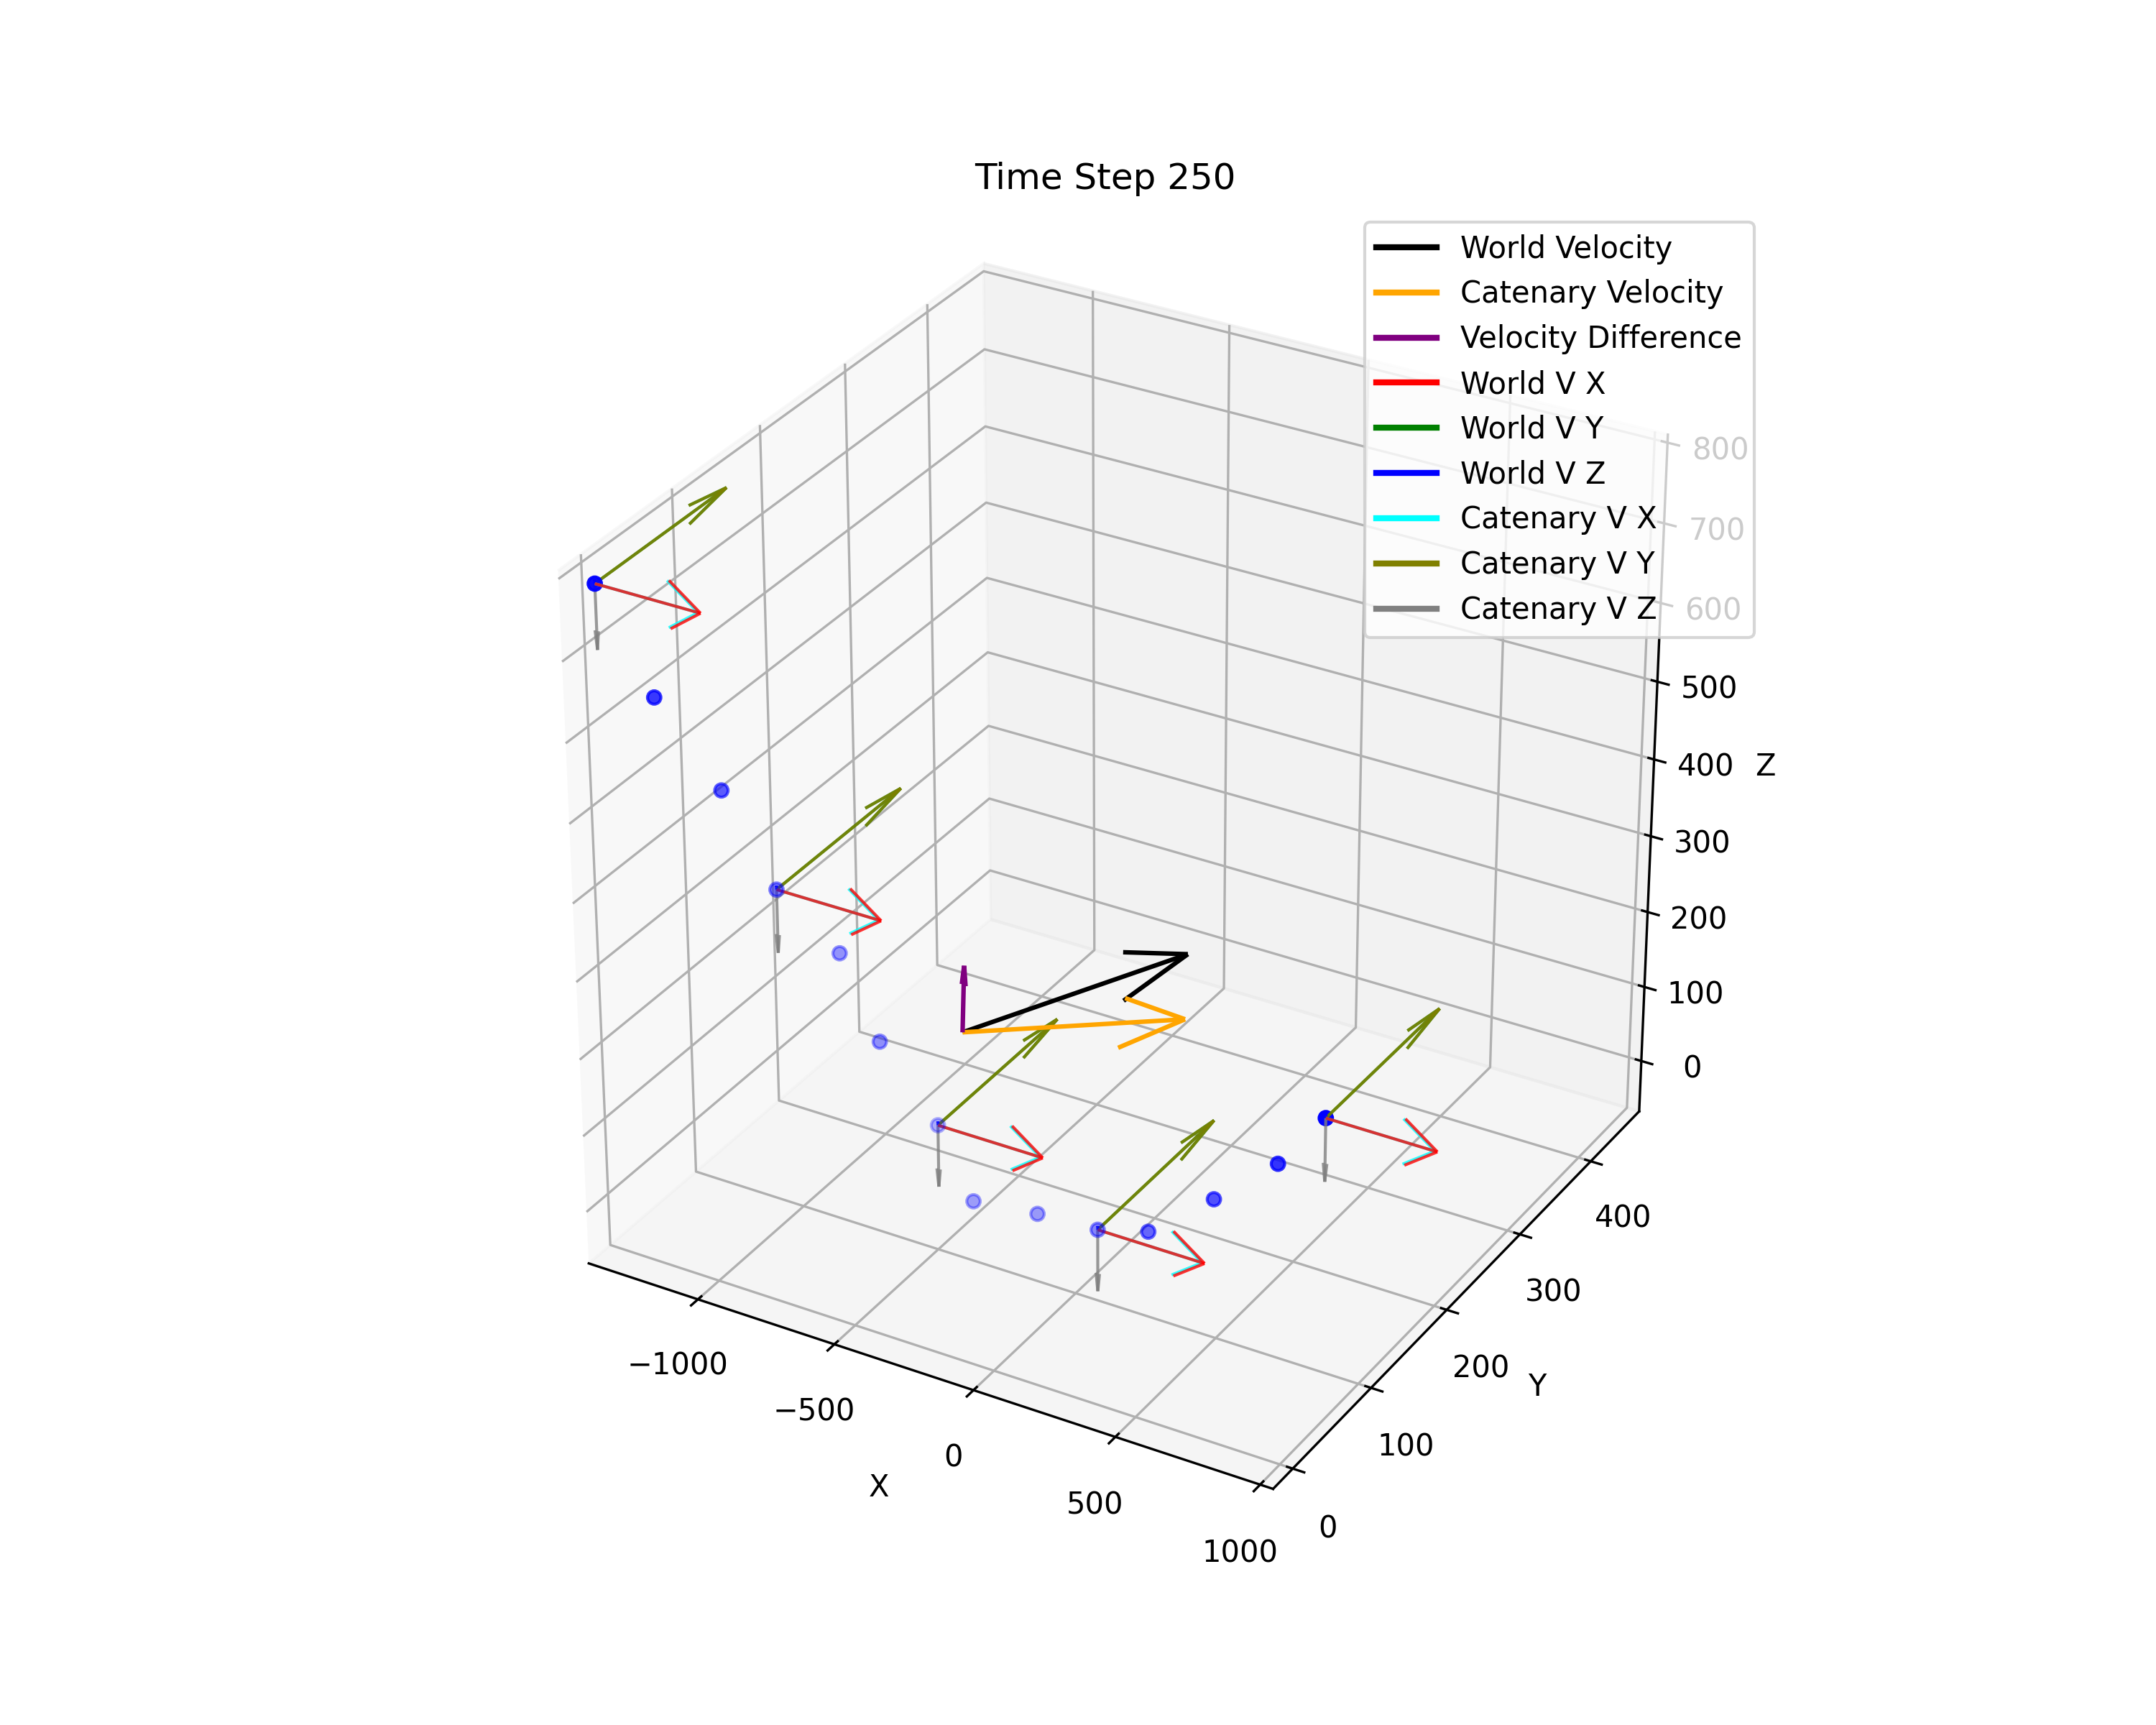 Time Step 250
World Velocity
Catenary Velocity
Velocity Difference
World V X
World V Y
World V Z
Catenary V X
Catenary V Y
Catenary V Z
800
700
600
500
400
Z
300
200
100
0
400
300
200
Y
100
0
−1000
−500
0
X
500
1000